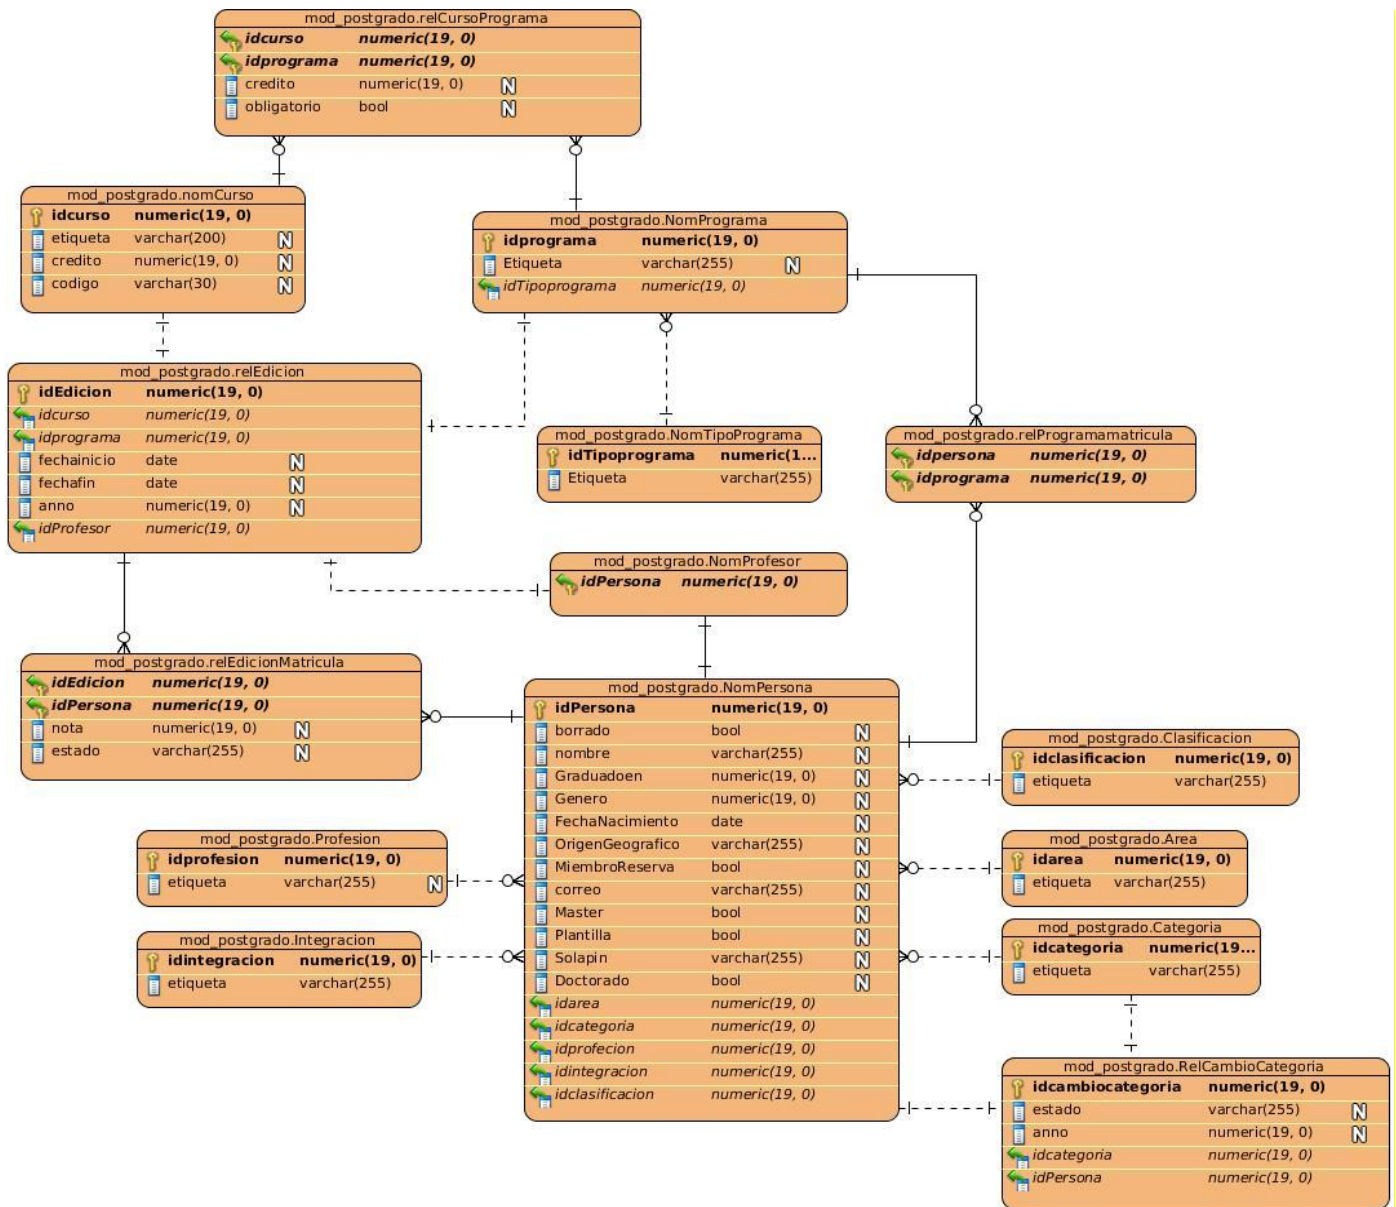 mod_postgrado.relCursoPrograma
idcurso numeric(19, 0)
idprograma numeric(19, 0)
credito numeric(19, 0) N
obligatorio bool N
mod_postgrado.nomCurso
idcurso numeric(19, 0)
etiqueta varchar(200) N
credito numeric(19, 0) N
codigo varchar(30) N
mod_postgrado.NomPrograma
idprograma numeric(19, 0)
Etiqueta varchar(255) N
idTipoprograma numeric(19, 0)
mod_postgrado.relEdicion
idEdicion numeric(19, 0)
idcurso numeric(19, 0)
idprograma numeric(19, 0)
fechainicio date N
fechafin date N
anno numeric(19, 0) N
idProfesor numeric(19, 0)
mod_postgrado.NomTipoPrograma
idTipoprograma numeric(1...
Etiqueta varchar(255)
mod_postgrado.relProgramamatricula
idpersona numeric(19, 0)
idprograma numeric(19, 0)
mod_postgrado.NomProfesor
idPersona numeric(19, 0)
mod_postgrado.relEdicionMatricula
idEdicion numeric(19, 0)
idPersona numeric(19, 0)
nota numeric(19, 0) N
estado varchar(255) N
mod_postgrado.NomPersona
idPersona numeric(19, 0)
borrado bool N
nombre varchar(255) N
Graduadoen numeric(19, 0) N
Genero numeric(19, 0) N
FechaNacimiento date N
OrigenGeografico varchar(255) N
MiembroReserva bool N
correo varchar(255) N
Master bool N
Plantilla bool N
Solapin varchar(255) N
Doctorado bool N
idarea numeric(19, 0)
idcategoria numeric(19, 0)
idprofecion numeric(19, 0)
idintegracion numeric(19, 0)
idclasificacion numeric(19, 0)
mod_postgrado.Clasificacion
idclasificacion numeric(19, 0)
etiqueta varchar(255)
mod_postgrado.Profesion
idprofesion numeric(19, 0)
etiqueta varchar(255) N
mod_postgrado.Area
idarea numeric(19, 0)
etiqueta varchar(255)
mod_postgrado.Integracion
idintegracion numeric(19, 0)
etiqueta varchar(255)
mod_postgrado.Categoria
idcategoria numeric(19...
etiqueta varchar(255)
mod_postgrado.RelCambioCategoria
idcambiocategoria numeric(19, 0)
estado varchar(255) N
anno numeric(19, 0) N
idcategoria numeric(19, 0)
idPersona numeric(19, 0)